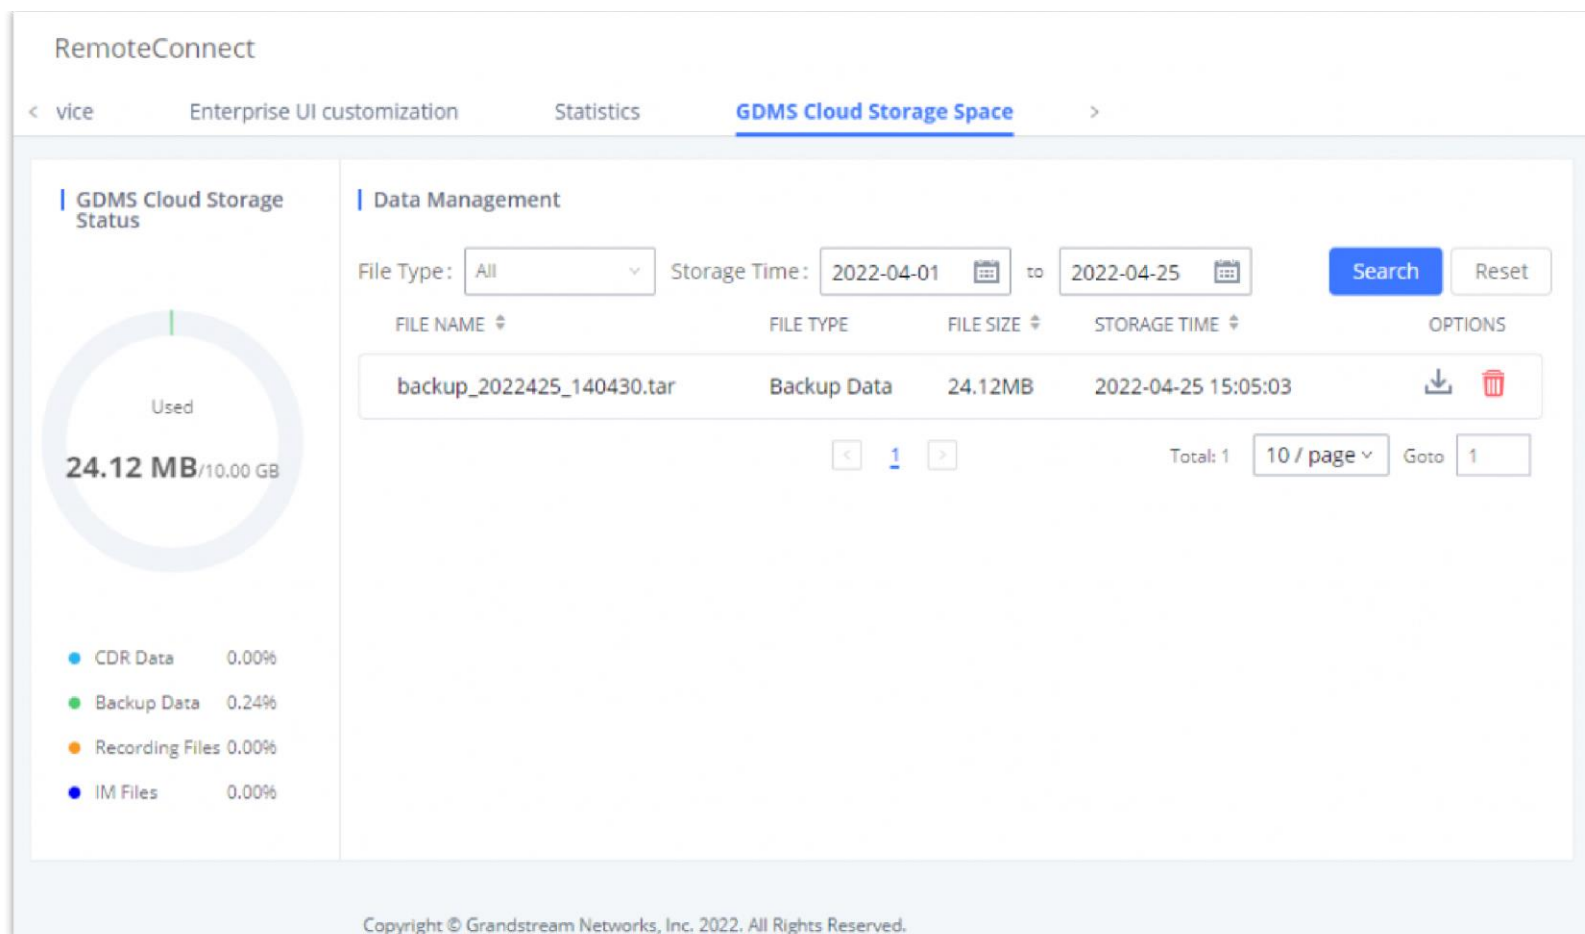 RemoteConnect
< vice Enterprise UI customization Statistics GDMS Cloud Storage Space >
GDMS Cloud Storage
Status
Used
24.12 MB/10.00 GB
CDR Data 0.00%
Backup Data 0.24%
Recording Files 0.00%
IM Files 0.00%
Data Management
File Type: All Storage Time: 2022-04-01 to 2022-04-25 Search Reset
FILE NAME FILE TYPE FILE SIZE STORAGE TIME OPTIONS
backup_2022425_140430.tar Backup Data 24.12MB 2022-04-25 15:05:03
< 1 > Total: 1 10 / page Goto 1
Copyright © Grandstream Networks, Inc. 2022. All Rights Reserved.